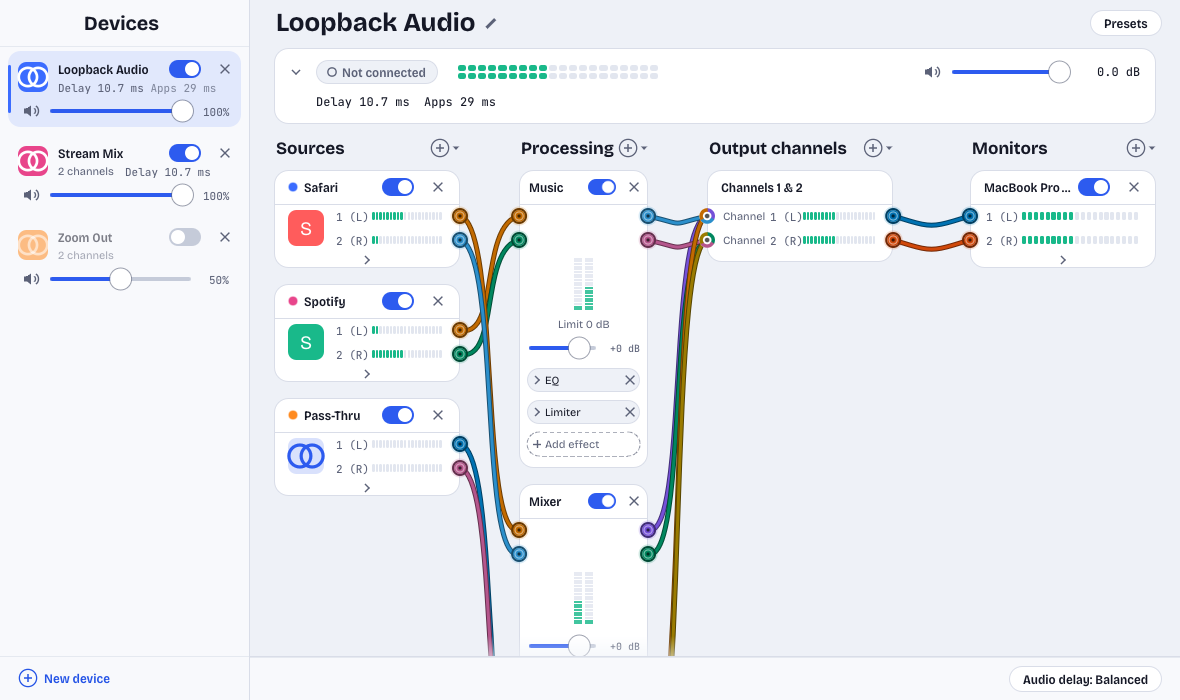 Devices
Loopback Audio
Delay 10.7 ms Apps 29 ms
100%
Stream Mix
2 channels Delay 10.7 ms
100%
Zoom Out
2 channels
50%
New device
Loopback Audio
Presets
Not connected
0.0 dB
Delay 10.7 ms Apps 29 ms
Sources
Safari
S
1 (L)
2 (R)
Spotify
S
1 (L)
2 (R)
Pass-Thru
1 (L)
2 (R)
Processing
Music
Limit 0 dB
+0 dB
EQ
Limiter
Add effect
Mixer
+0 dB
Output channels
Channels 1 & 2
Channel 1 (L)
Channel 2 (R)
Monitors
MacBook Pro...
1 (L)
2 (R)
Audio delay: Balanced